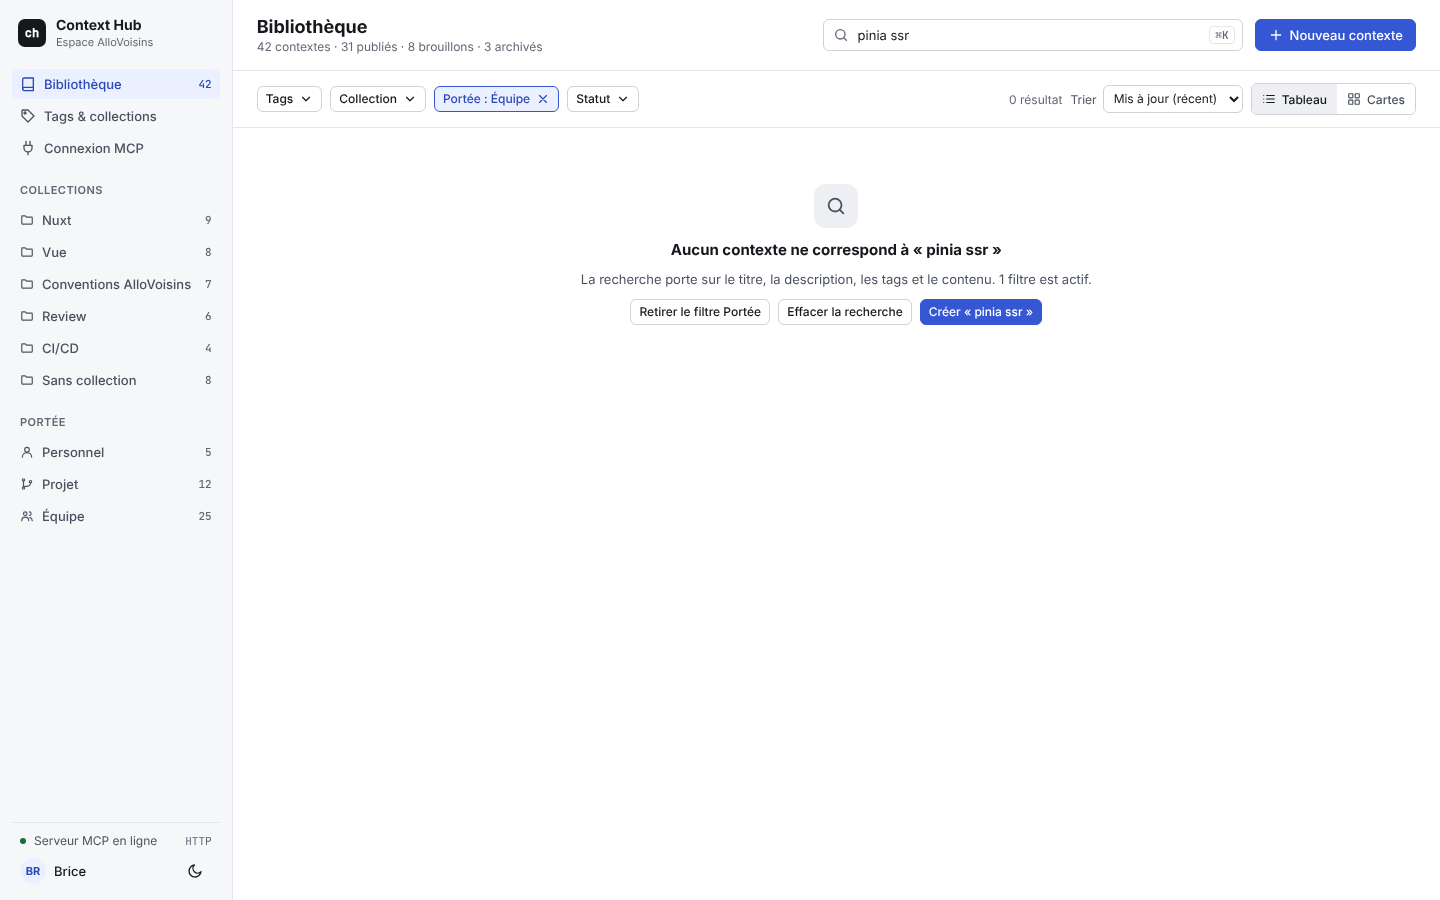 ch
Context Hub
Espace AlloVoisins
Bibliothèque 42
Tags & collections
Connexion MCP
COLLECTIONS
Nuxt 9
Vue 8
Conventions AlloVoisins 7
Review 6
CI/CD 4
Sans collection 8
PORTÉE
Personnel 5
Projet 12
Équipe 25
Serveur MCP en ligne HTTP
BR Brice
Bibliothèque
42 contextes · 31 publiés · 8 brouillons · 3 archivés
pinia ssr ⌘K
Nouveau contexte
Tags Collection Portée : Équipe Statut
0 résultat Trier Mis à jour (récent) Tableau Cartes
Aucun contexte ne correspond à « pinia ssr »
La recherche porte sur le titre, la description, les tags et le contenu. 1 filtre est actif.
Retirer le filtre Portée Effacer la recherche Créer « pinia ssr »